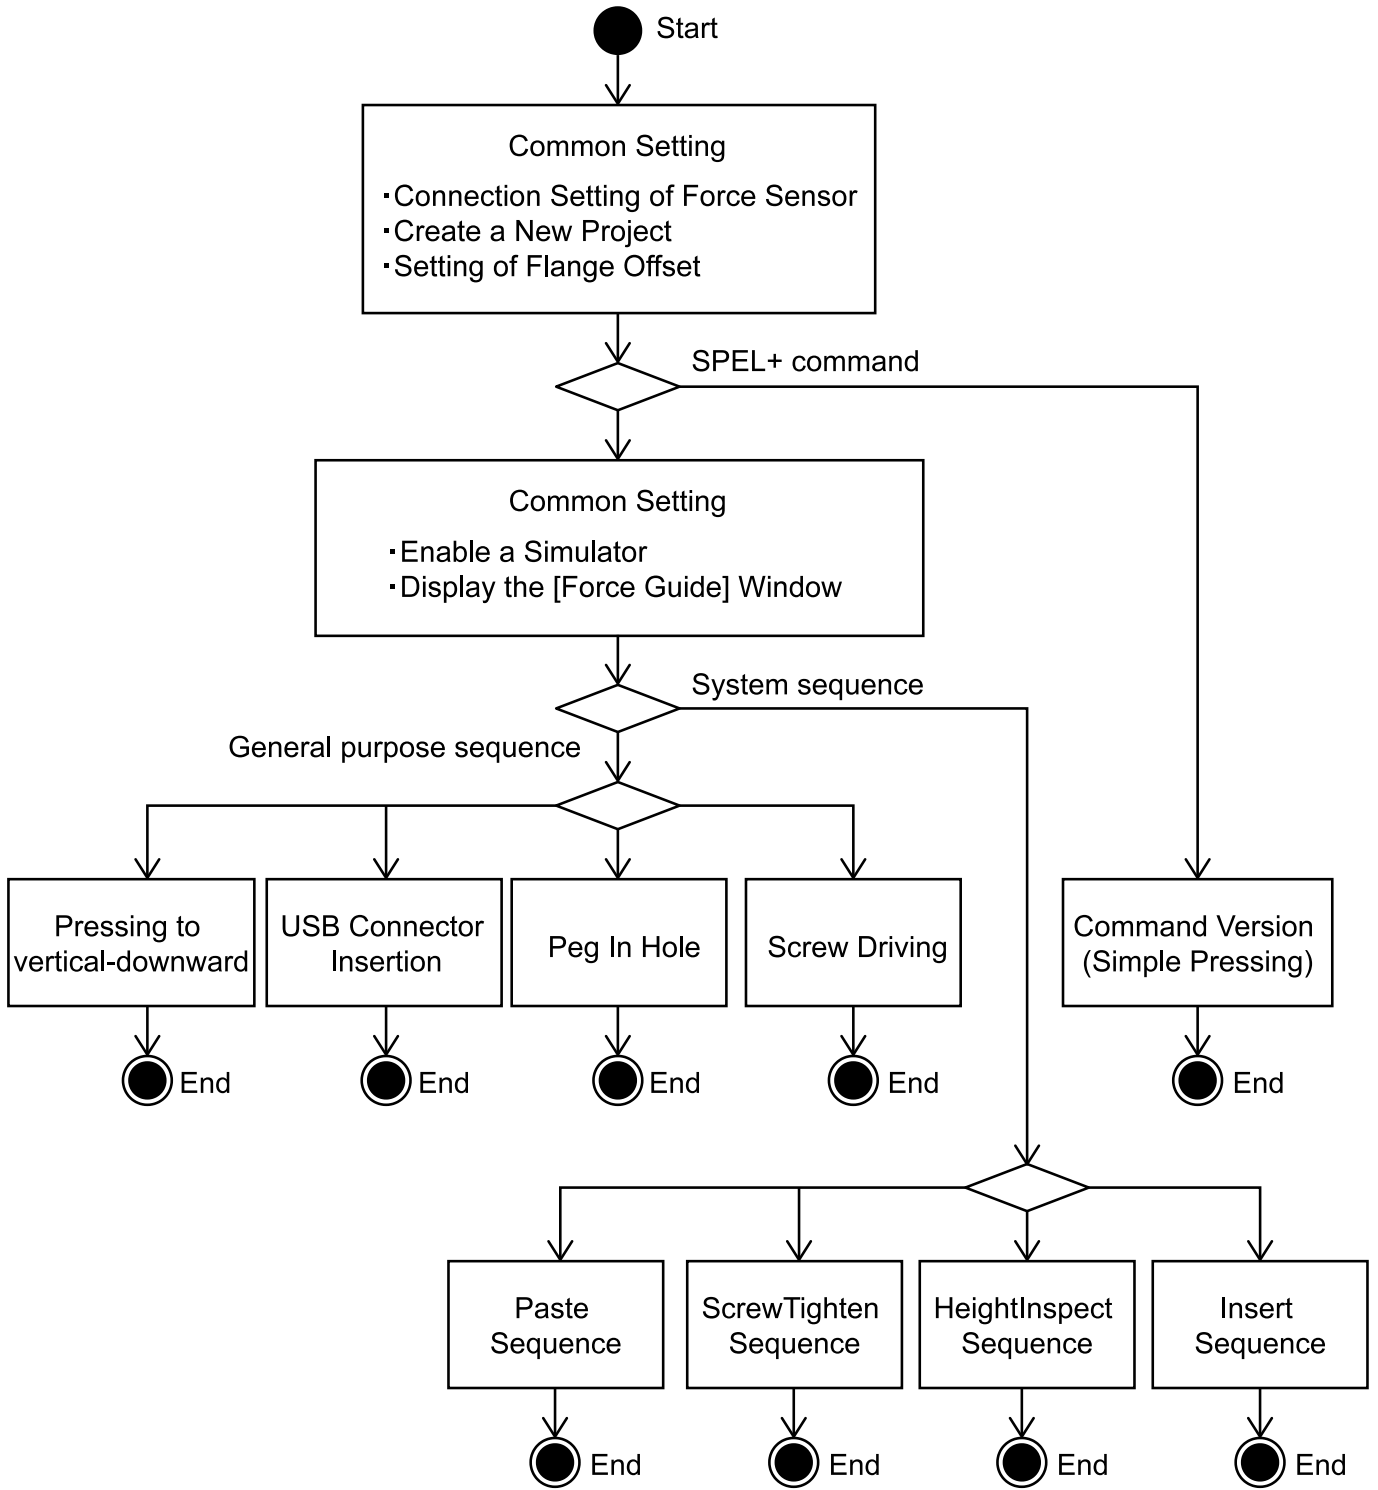 Start
Common Setting
・Connection Setting of Force Sensor
・Create a New Project
・Setting of Flange Offset
SPEL+ command
Common Setting
・Enable a Simulator
・Display the [Force Guide] Window
System sequence
General purpose sequence
Pressing to
vertical-downward
USB Connector
Insertion
Peg In Hole
Screw Driving
Command Version
(Simple Pressing)
End
End
End
End
End
Paste
Sequence
ScrewTighten
Sequence
HeightInspect
Sequence
Insert
Sequence
End
End
End
End